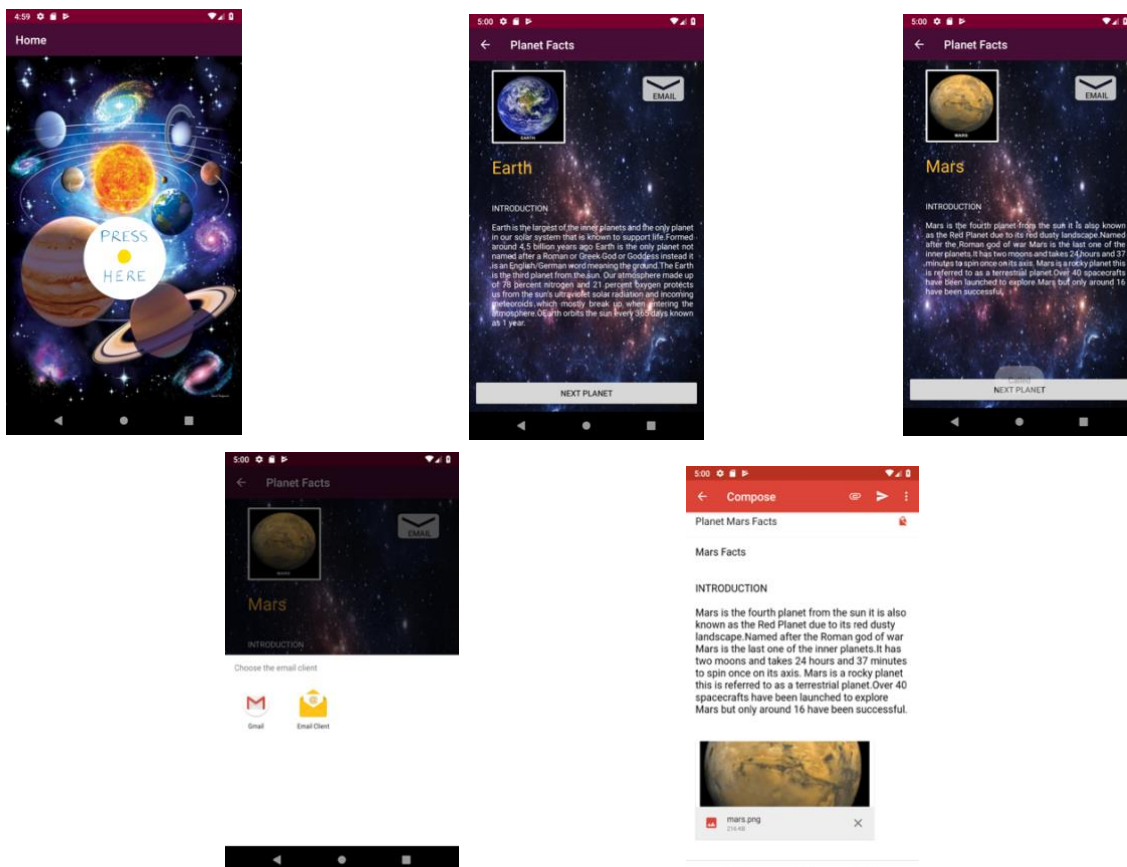 4:59
Home
PRESS
HERE
5:00
Planet Facts
EARTH
EMAIL
Earth
INTRODUCTION
Earth is the largest of the inner planets and the only planet
in our solar system that is known to support life.Formed
around 4,5 billion years ago Earth is the only planet not
named after a Roman or Greek God or Goddess instead it
is an English/German word meaning the ground.The Earth
is the third planet from the sun. Our atmosphere made up
of 78 percent nitrogen and 21 percent oxygen protects
us from the sun's ultraviolet solar radiation and incoming
meteoroids which mostly break up when entering the
atmosphere.OEarth orbits the sun every 365 days known
as 1 year.
NEXT PLANET
5:00
Planet Facts
MARS
EMAIL
Mars
INTRODUCTION
Mars is the fourth planet from the sun it is also known
as the Red Planet due to its red dusty landscape.Named
after the Roman god of war Mars is the last one of the
inner planets.It has two moons and takes 24 hours and 37
minutes to spin once on its axis. Mars is a rocky planet this
is referred to as a terrestrial planet.Over 40 spacecrafts
have been launched to explore Mars but only around 16
have been successful.
Called
NEXT PLANET
5:00
Planet Facts
EMAIL
MARS
Mars
INTRODUCTION
Choose the email client
Gmail
Email Client
5:00
Compose
Planet Mars Facts
Mars Facts
INTRODUCTION
Mars is the fourth planet from the sun it is also
known as the Red Planet due to its red dusty
landscape.Named after the Roman god of war
Mars is the last one of the inner planets.It has
two moons and takes 24 hours and 37 minutes
to spin once on its axis. Mars is a rocky planet
this is referred to as a terrestrial planet.Over 40
spacecrafts have been launched to explore
Mars but only around 16 have been successful.
mars.png
216 KB